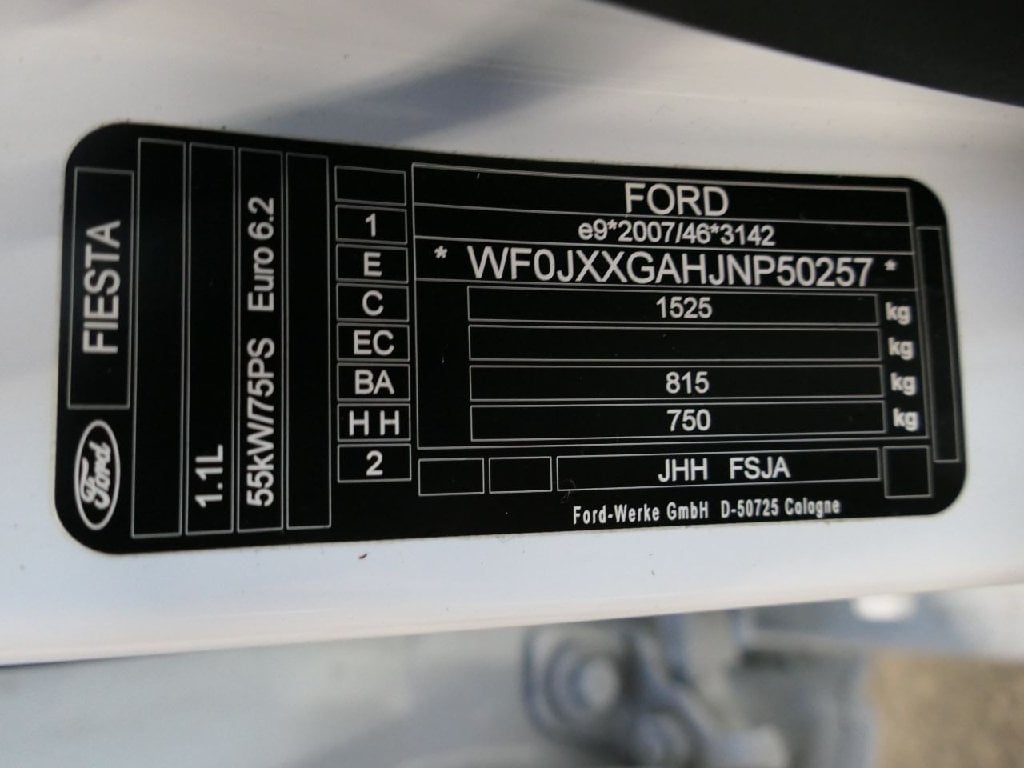 FIESTA
Ford
1.1L
55kW/75PS Euro 6.2
FORD
1
e9*2007/46*3142
E
* WF0JXXGAHJNP50257 *
C
1525 kg
EC
kg
BA
815 kg
H H
750 kg
2
JHH FSJA
Ford-Werke GmbH D-50725 Cologne